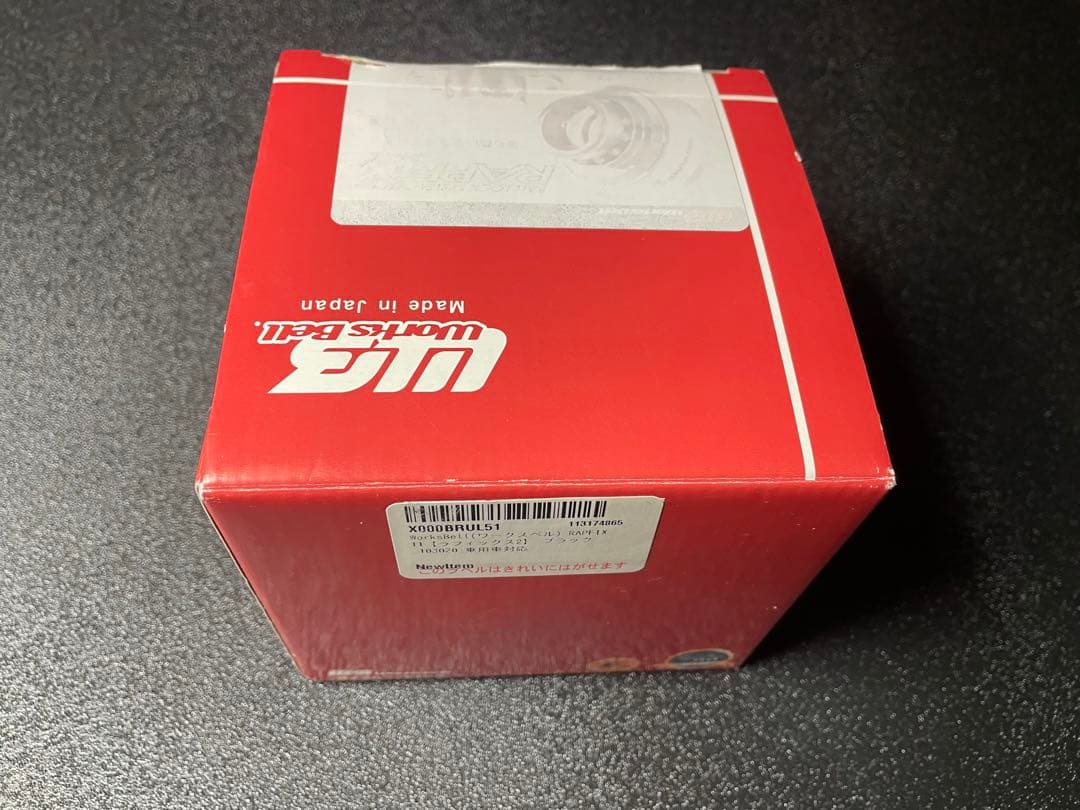 RAPFIX
Made in Japan
Works Bell
X000BRUL51
113174865
WorksBell(ワークスベル) RAPFIX
II【ラフィックス2】 ブラック
103020 乗用車対応
NewItem
このラベルはきれいにはがせます